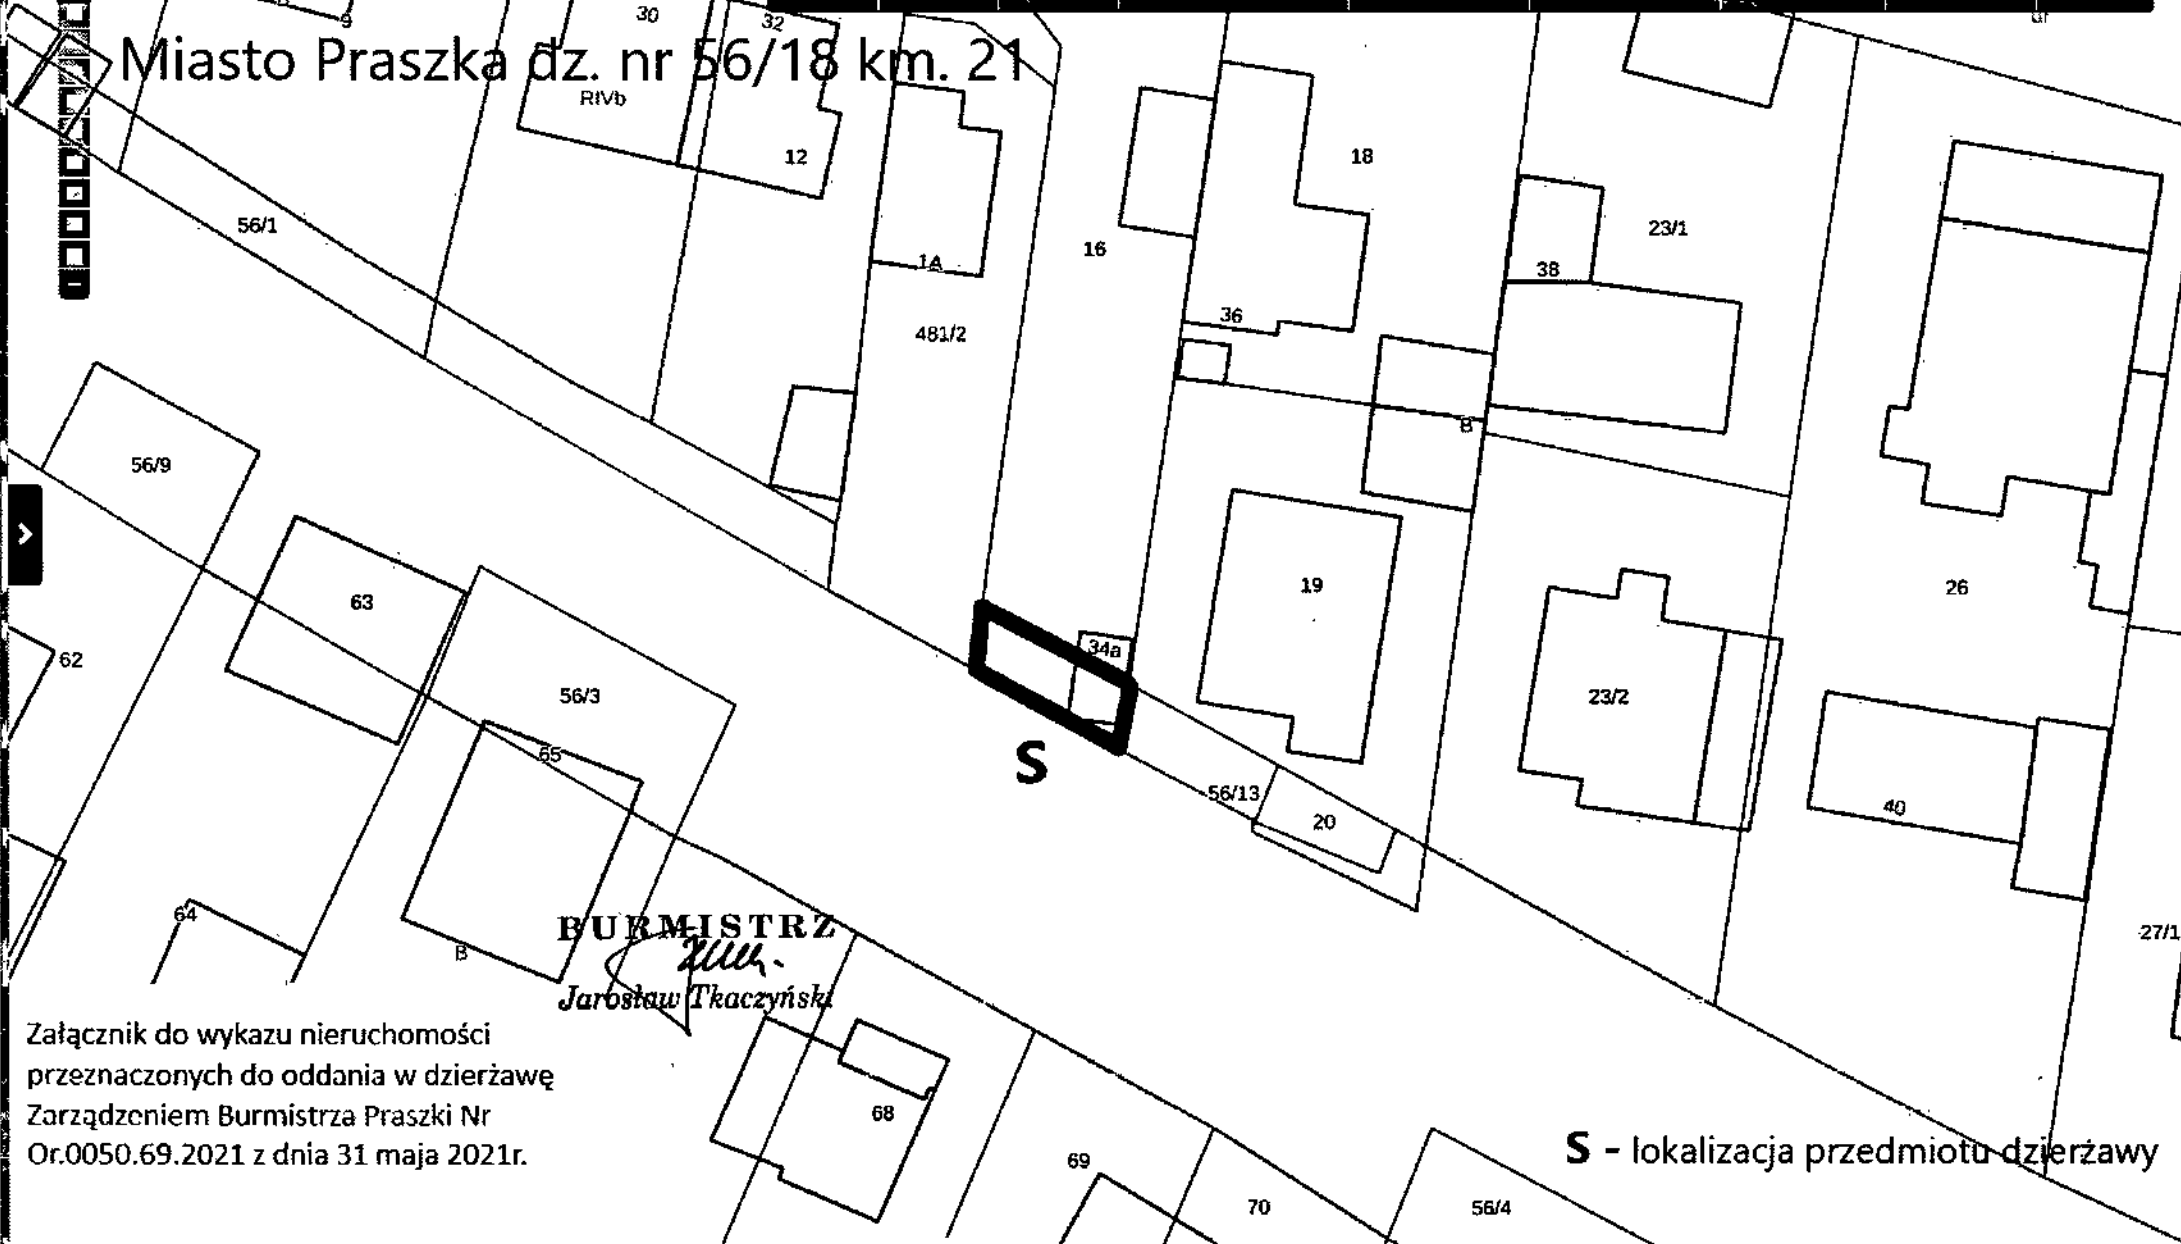 9
30
32
Miasto Praszka dz. nr 56/18 km. 21
RIVb
12
18
56/1
23/1
16
1A
38
36
481/2
B
56/9
19
26
63
34a
62
56/3
23/2
65
S
56/13
20
40
64
BURMISTRZ
27/1
B
Jarosław Tkaczyński
Załącznik do wykazu nieruchomości
przeznaczonych do oddania w dzierżawę
Zarządzeniem Burmistrza Praszki Nr
Or.0050.69.2021 z dnia 31 maja 2021r.
68
69
S - lokalizacja przedmiotu dzierżawy
70
56/4